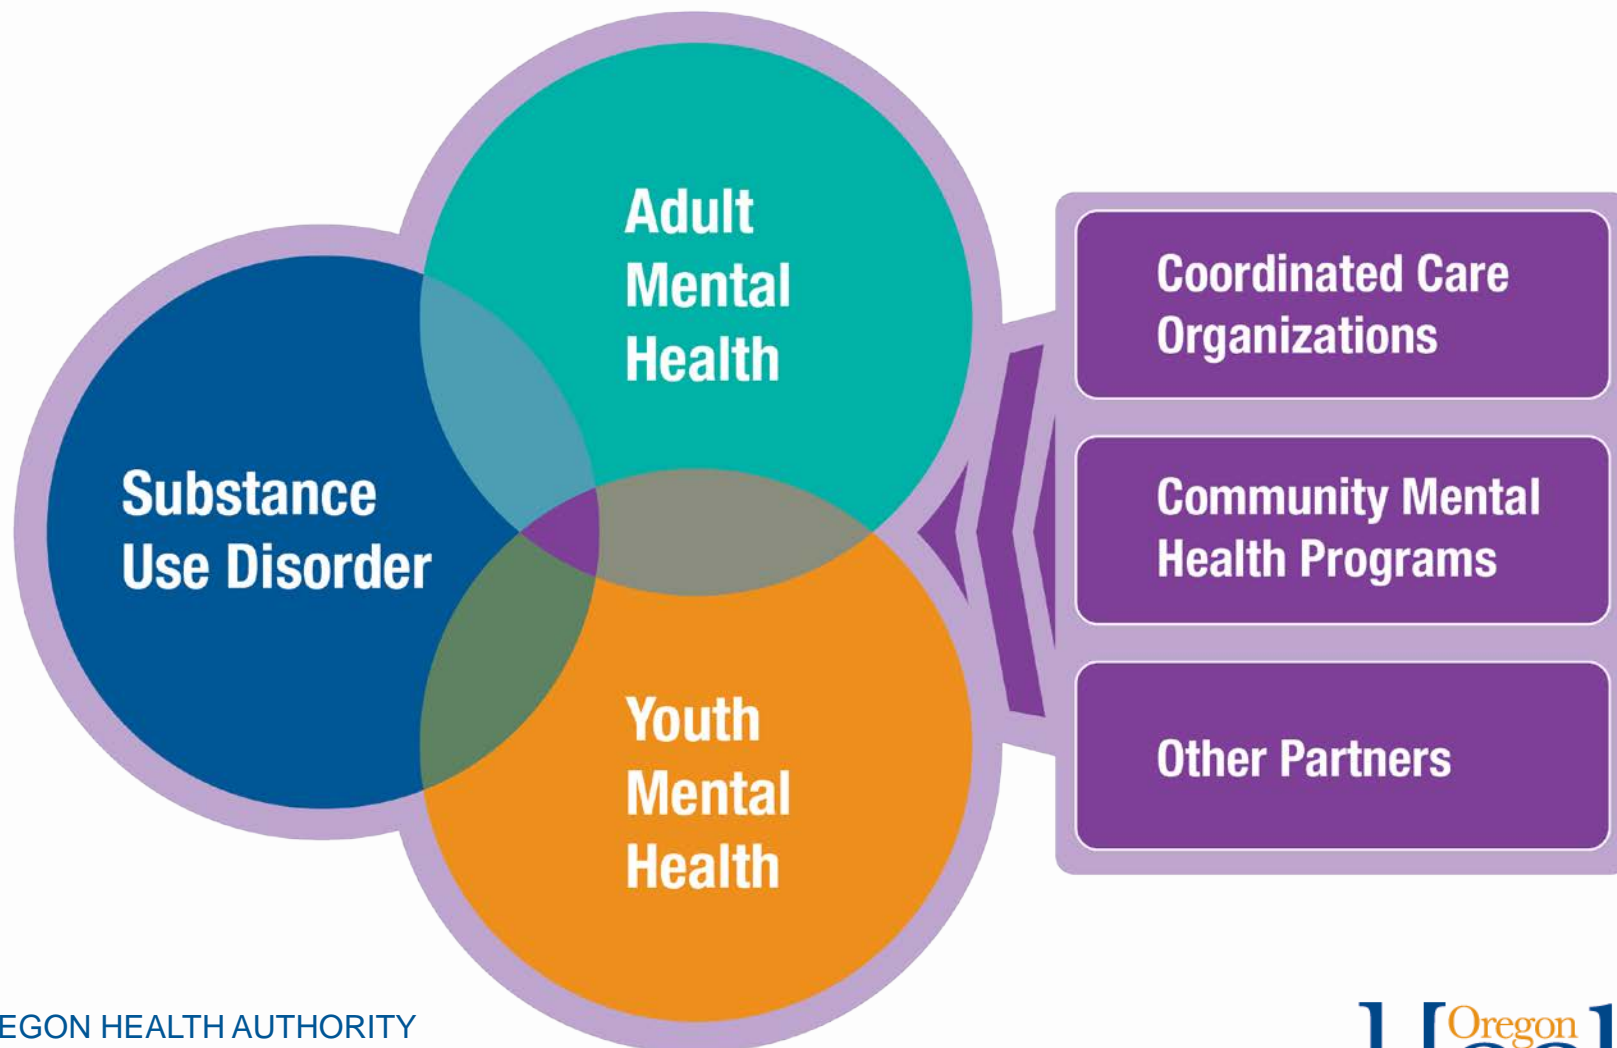 Adult
Mental
Health
Substance
Use Disorder
Youth
Mental
Health
Coordinated Care
Organizations
Community Mental
Health Programs
Other Partners
EGON HEALTH AUTHORITY
Oregon